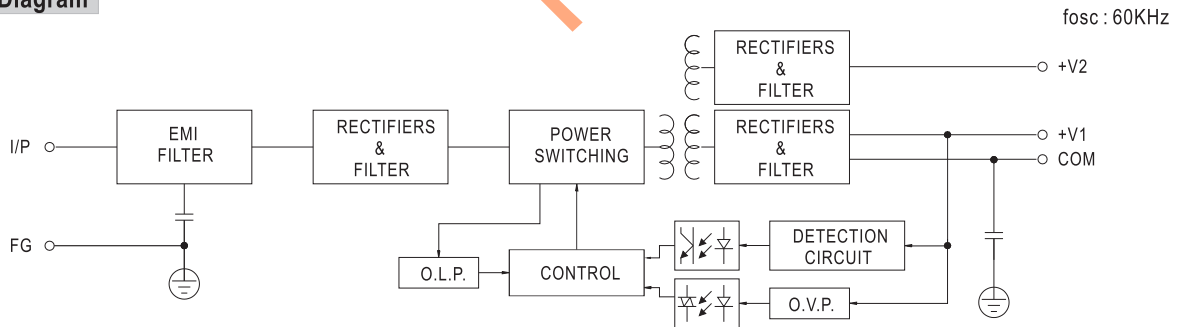 Diagram
fosc : 60KHz
RECTIFIERS
&
FILTER
+V2
I/P
EMI
FILTER
RECTIFIERS
&
FILTER
POWER
SWITCHING
RECTIFIERS
&
FILTER
+V1
COM
FG
O.L.P.
CONTROL
DETECTION
CIRCUIT
O.V.P.